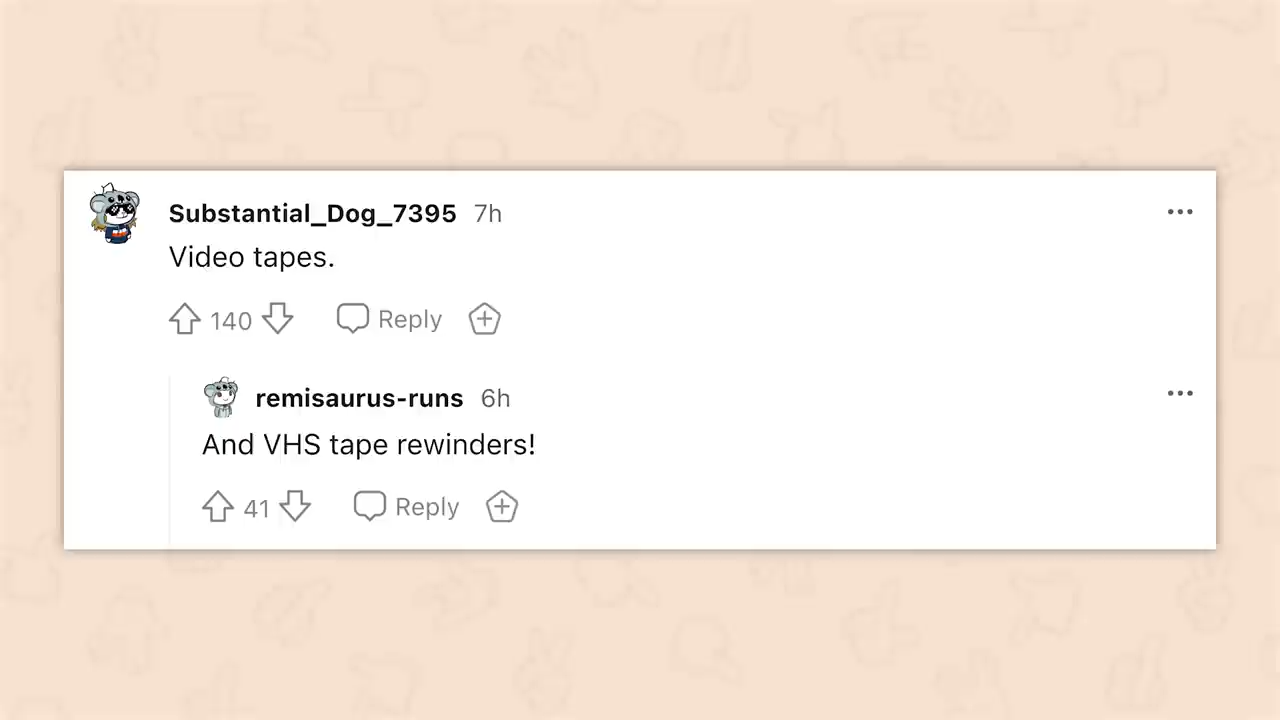 Substantial_Dog_7395 7h
Video tapes.
140 Reply
remisaurus-runs 6h
And VHS tape rewinders!
41 Reply